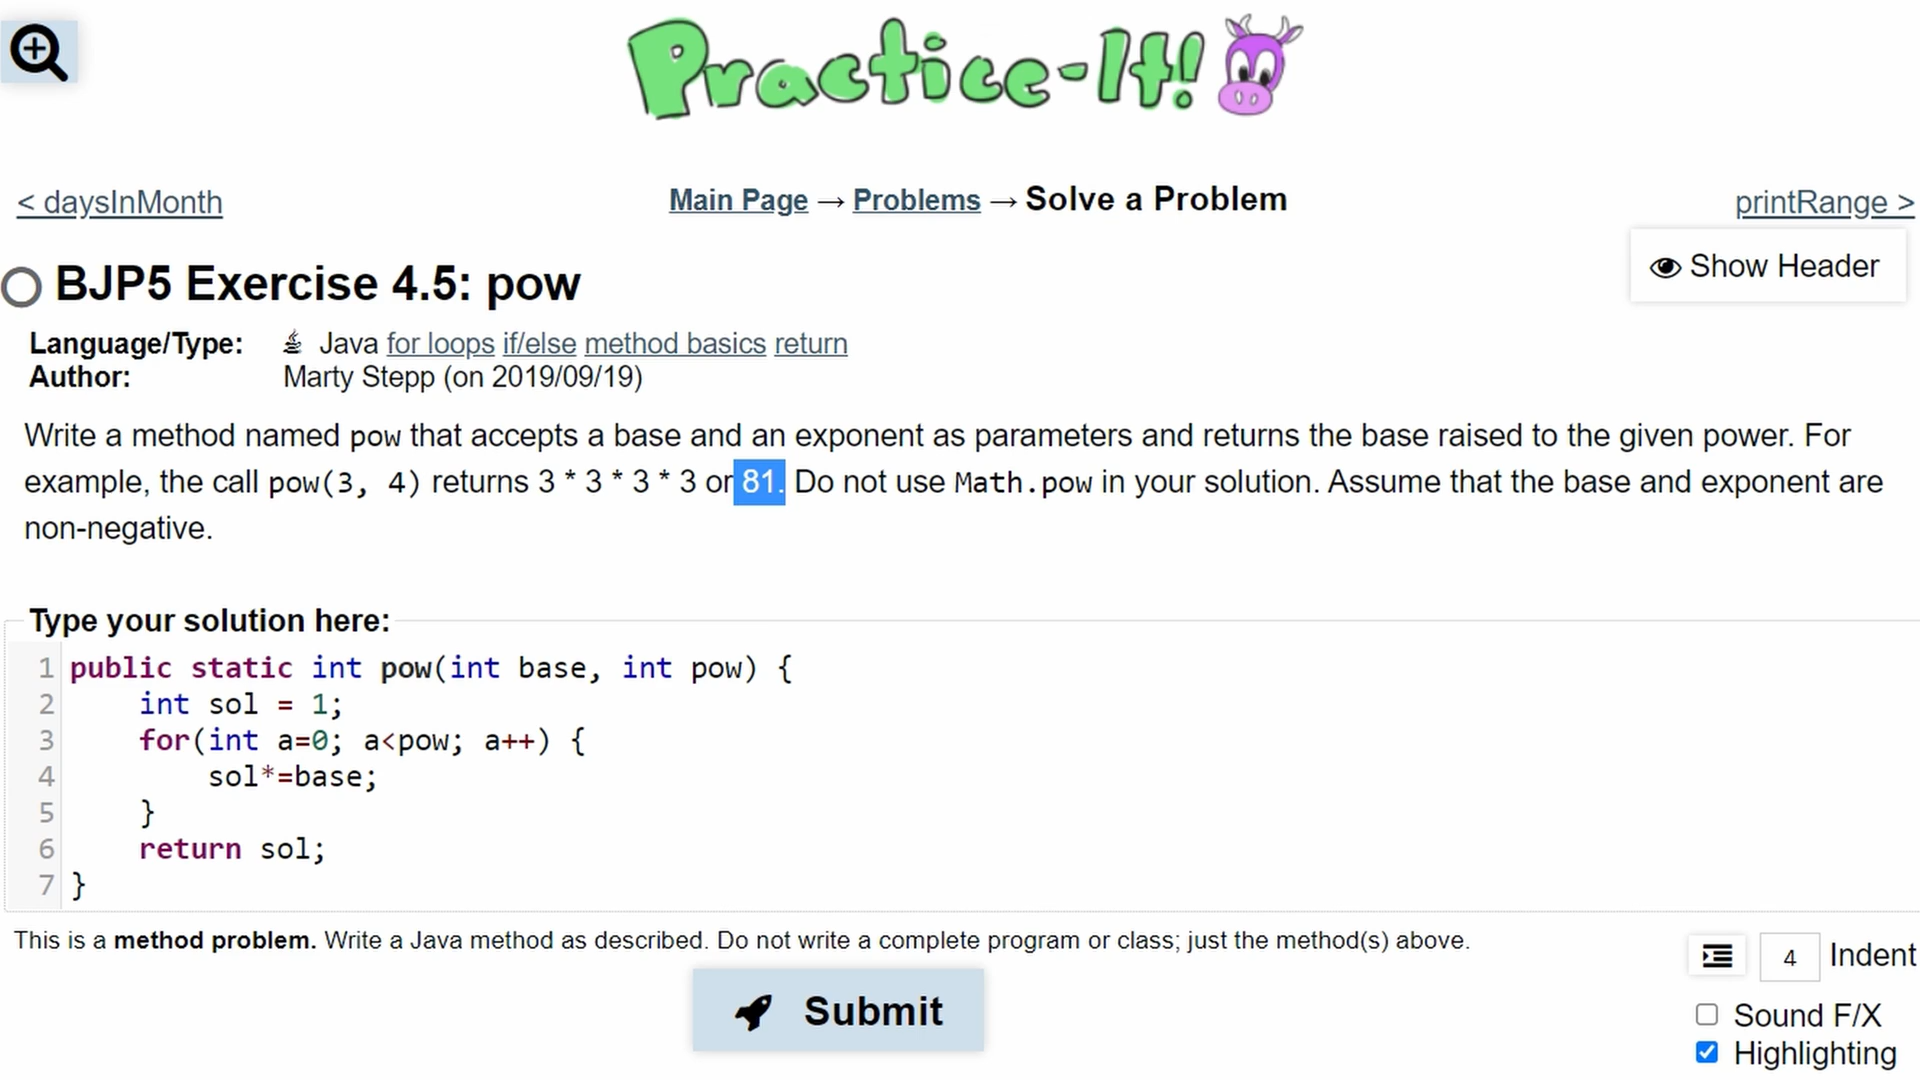 Practice-It!
< daysInMonth
Main Page → Problems → Solve a Problem
printRange >
Show Header
BJP5 Exercise 4.5: pow
Language/Type: Java for loops if/else method basics return
Author: Marty Stepp (on 2019/09/19)
Write a method named pow that accepts a base and an exponent as parameters and returns the base raised to the given power. For
example, the call pow(3, 4) returns 3 * 3 * 3 * 3 or 81. Do not use Math.pow in your solution. Assume that the base and exponent are
non-negative.
Type your solution here:
1 public static int pow(int base, int pow) {
2     int sol = 1;
3     for(int a=0; a<pow; a++) {
4         sol*=base;
5     }
6     return sol;
7 }
This is a method problem. Write a Java method as described. Do not write a complete program or class; just the method(s) above.
4 Indent
Submit
Sound F/X
Highlighting